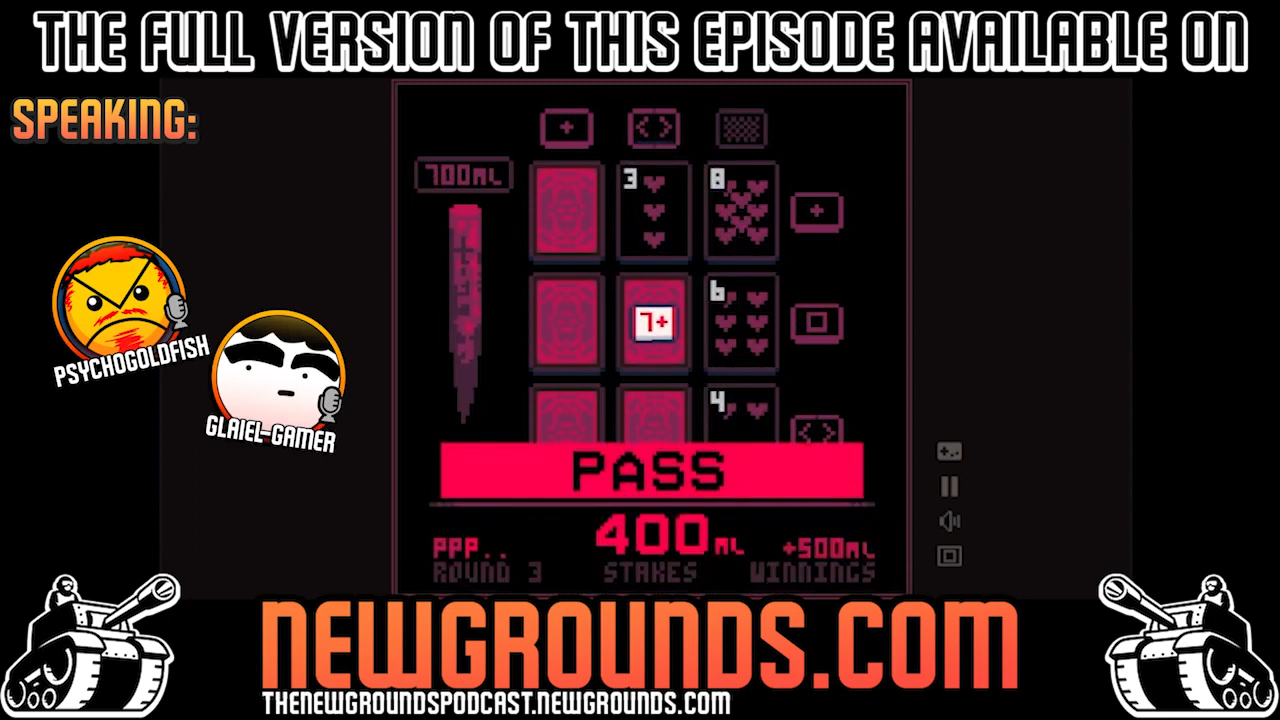 THE FULL VERSION OF THIS EPISODE AVAILABLE ON
SPEAKING:
700ML
3
8
PSYCHOGOLDFISH
GLAIEL-GAMER
6
7+
4
PASS
PPP..
400ML
+500ML
ROUND 3
STAKES
WINNINGS
NEWGROUNDS.COM
THENEWGROUNDSPODCAST.NEWGROUNDS.COM